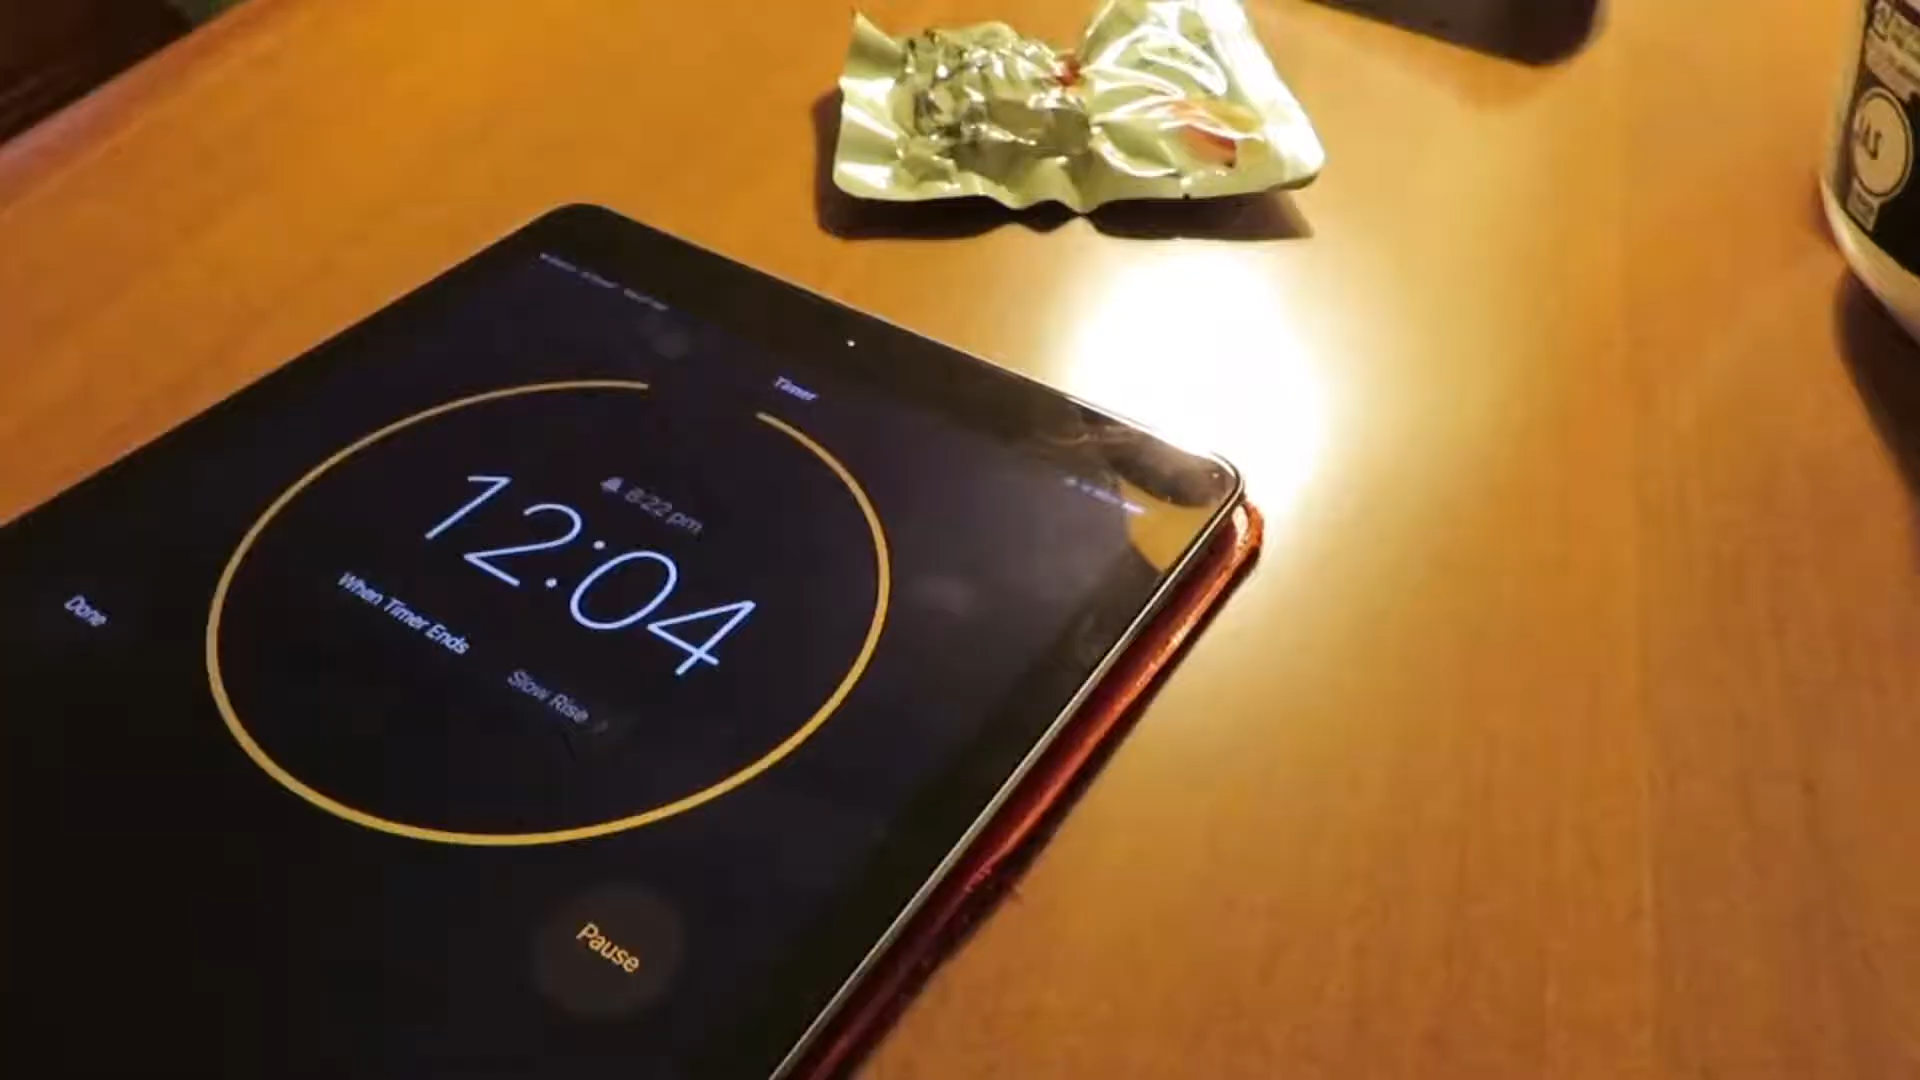 Timer
8:22 pm
12:04
When Timer Ends
Slow Rise
Done
Pause